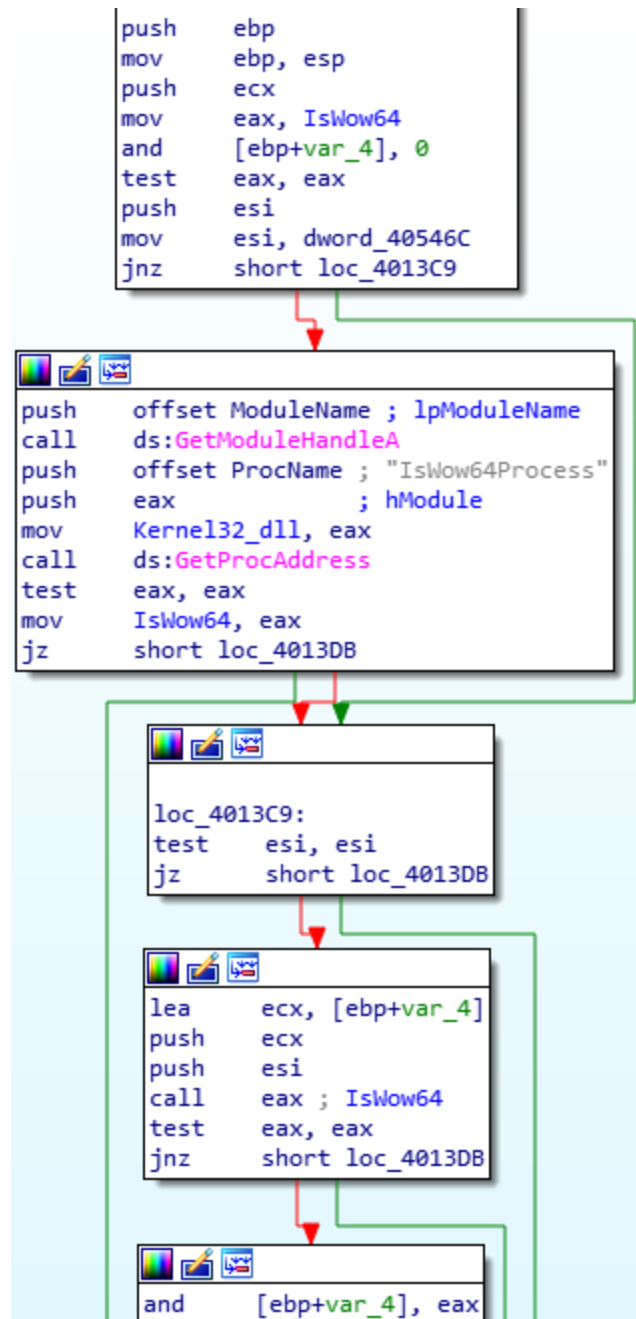 push ebp
mov ebp, esp
push ecx
mov eax, IsWow64
and [ebp+var_4], 0
test eax, eax
push esi
mov esi, dword_40546C
jnz short loc_4013C9
push offset ModuleName ; lpModuleName
call ds:GetModuleHandleA
push offset ProcName ; "IsWow64Process"
push eax ; hModule
mov Kernel32_dll, eax
call ds:GetProcAddress
test eax, eax
mov IsWow64, eax
jz short loc_4013DB
loc_4013C9:
test esi, esi
jz short loc_4013DB
lea ecx, [ebp+var_4]
push ecx
push esi
call eax ; IsWow64
test eax, eax
jnz short loc_4013DB
and [ebp+var_4], eax